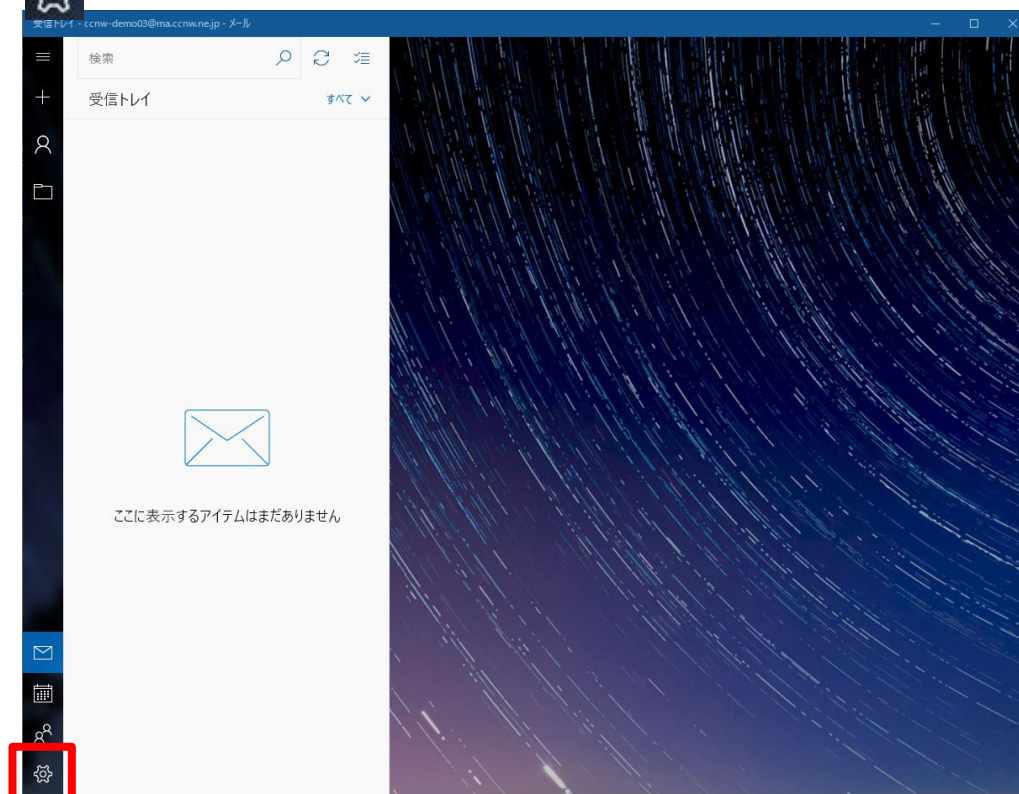 受信トレイ - ccnw-demo03@ma.ccnw.ne.jp - メール
検索
受信トレイ すべて
ここに表示するアイテムはまだありません